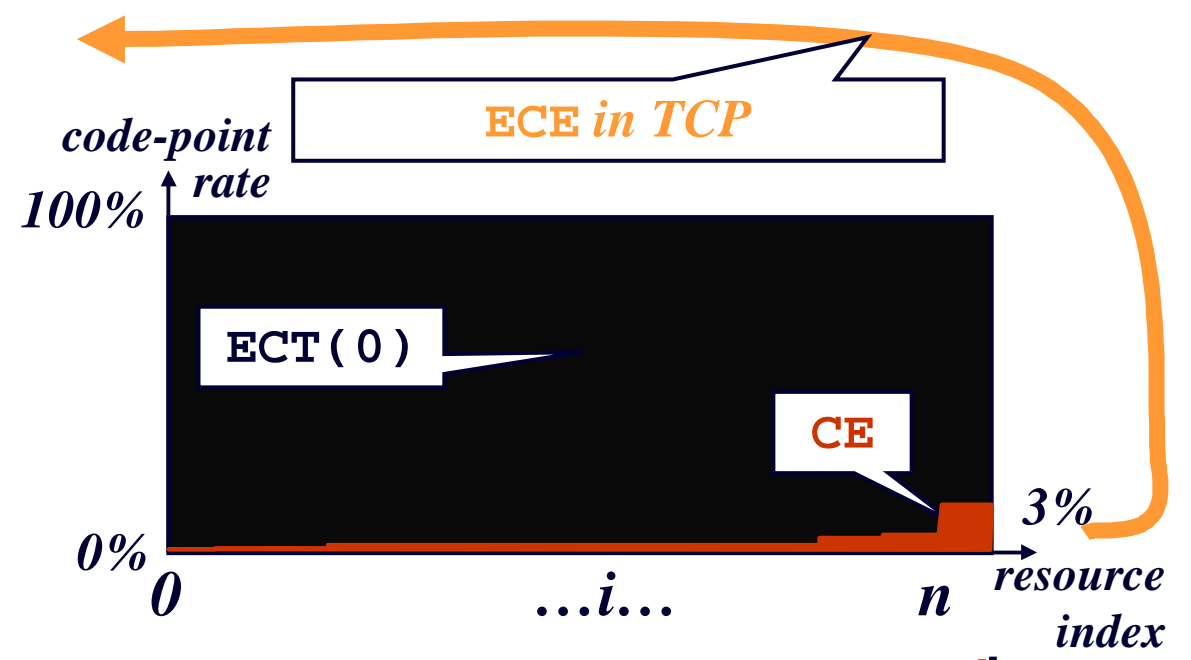 ECE in TCP
code-point
rate
100%
ECT(0)
CE
3%
0%
0 ...i... n
resource
index